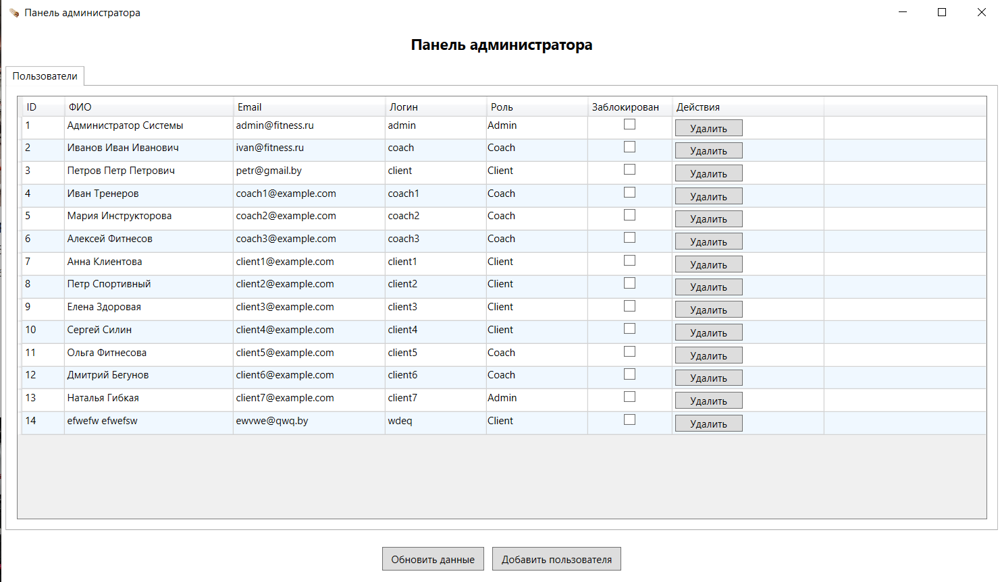 Панель администратора
Панель администратора
Пользователи
ID ФИО Email Логин Роль Заблокирован Действия
1 Администратор Системы admin@fitness.ru admin Admin Удалить
2 Иванов Иван Иванович ivan@fitness.ru coach Coach Удалить
3 Петров Петр Петрович petr@gmail.by client Client Удалить
4 Иван Тренеров coach1@example.com coach1 Coach Удалить
5 Мария Инструкторова coach2@example.com coach2 Coach Удалить
6 Алексей Фитнесов coach3@example.com coach3 Coach Удалить
7 Анна Клиентова client1@example.com client1 Client Удалить
8 Петр Спортивный client2@example.com client2 Client Удалить
9 Елена Здоровая client3@example.com client3 Client Удалить
10 Сергей Силин client4@example.com client4 Client Удалить
11 Ольга Фитнесова client5@example.com client5 Coach Удалить
12 Дмитрий Бегунов client6@example.com client6 Coach Удалить
13 Наталья Гибкая client7@example.com client7 Admin Удалить
14 efwefw efwefsw ewvwe@qwq.by wdeq Client Удалить
Обновить данные Добавить пользователя